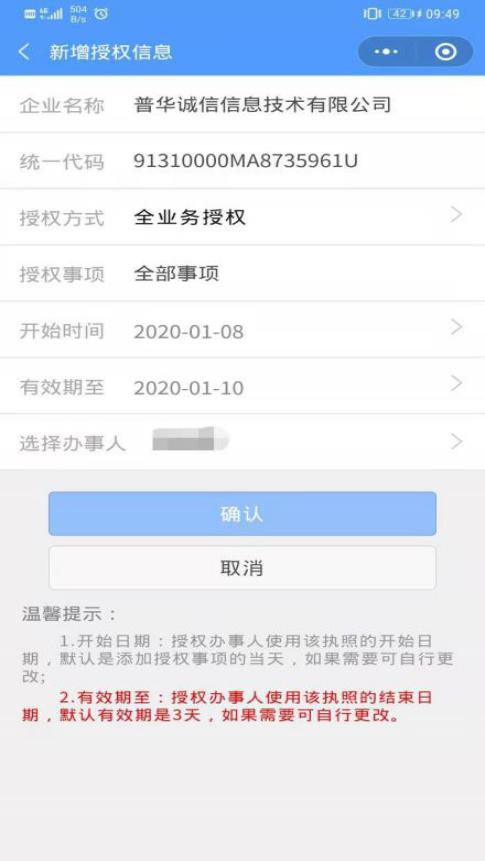 504
B/s
42
09:49
新增授权信息
企业名称 普华诚信信息技术有限公司
统一代码 91310000MA8735961U
授权方式 全业务授权
授权事项 全部事项
开始时间 2020-01-08
有效期至 2020-01-10
选择办事人
确认
取消
温馨提示：
1.开始日期：授权办事人使用该执照的开始日
期，默认是添加授权事项的当天，如果需要可自行更
改;
2.有效期至：授权办事人使用该执照的结束日
期，默认有效期是3天，如果需要可自行更改。